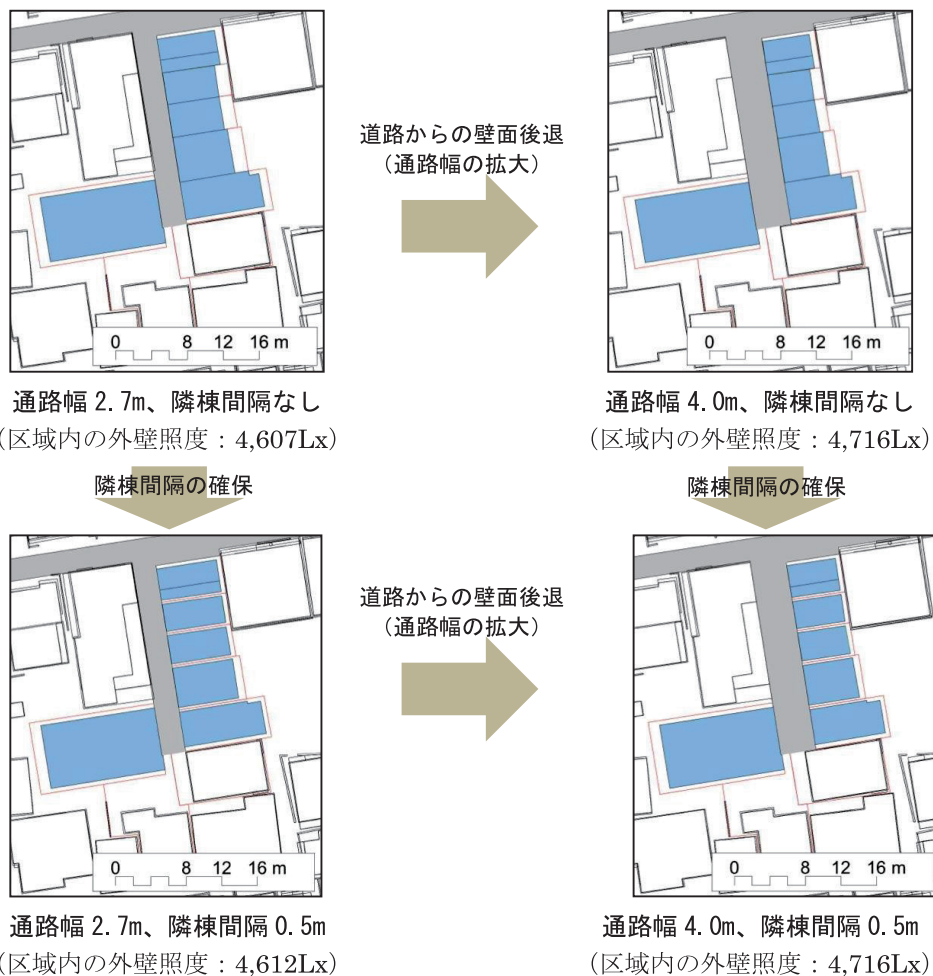 道路からの壁面後退
（通路幅の拡大）
0 8 12 16 m
0 8 12 16 m
通路幅 2.7m、隣棟間隔なし
(区域内の外壁照度：4,607Lx)
通路幅 4.0m、隣棟間隔なし
(区域内の外壁照度：4,716Lx)
隣棟間隔の確保
隣棟間隔の確保
道路からの壁面後退
（通路幅の拡大）
0 8 12 16 m
0 8 12 16 m
通路幅 2.7m、隣棟間隔 0.5m
(区域内の外壁照度：4,612Lx)
通路幅 4.0m、隣棟間隔 0.5m
(区域内の外壁照度：4,716Lx)